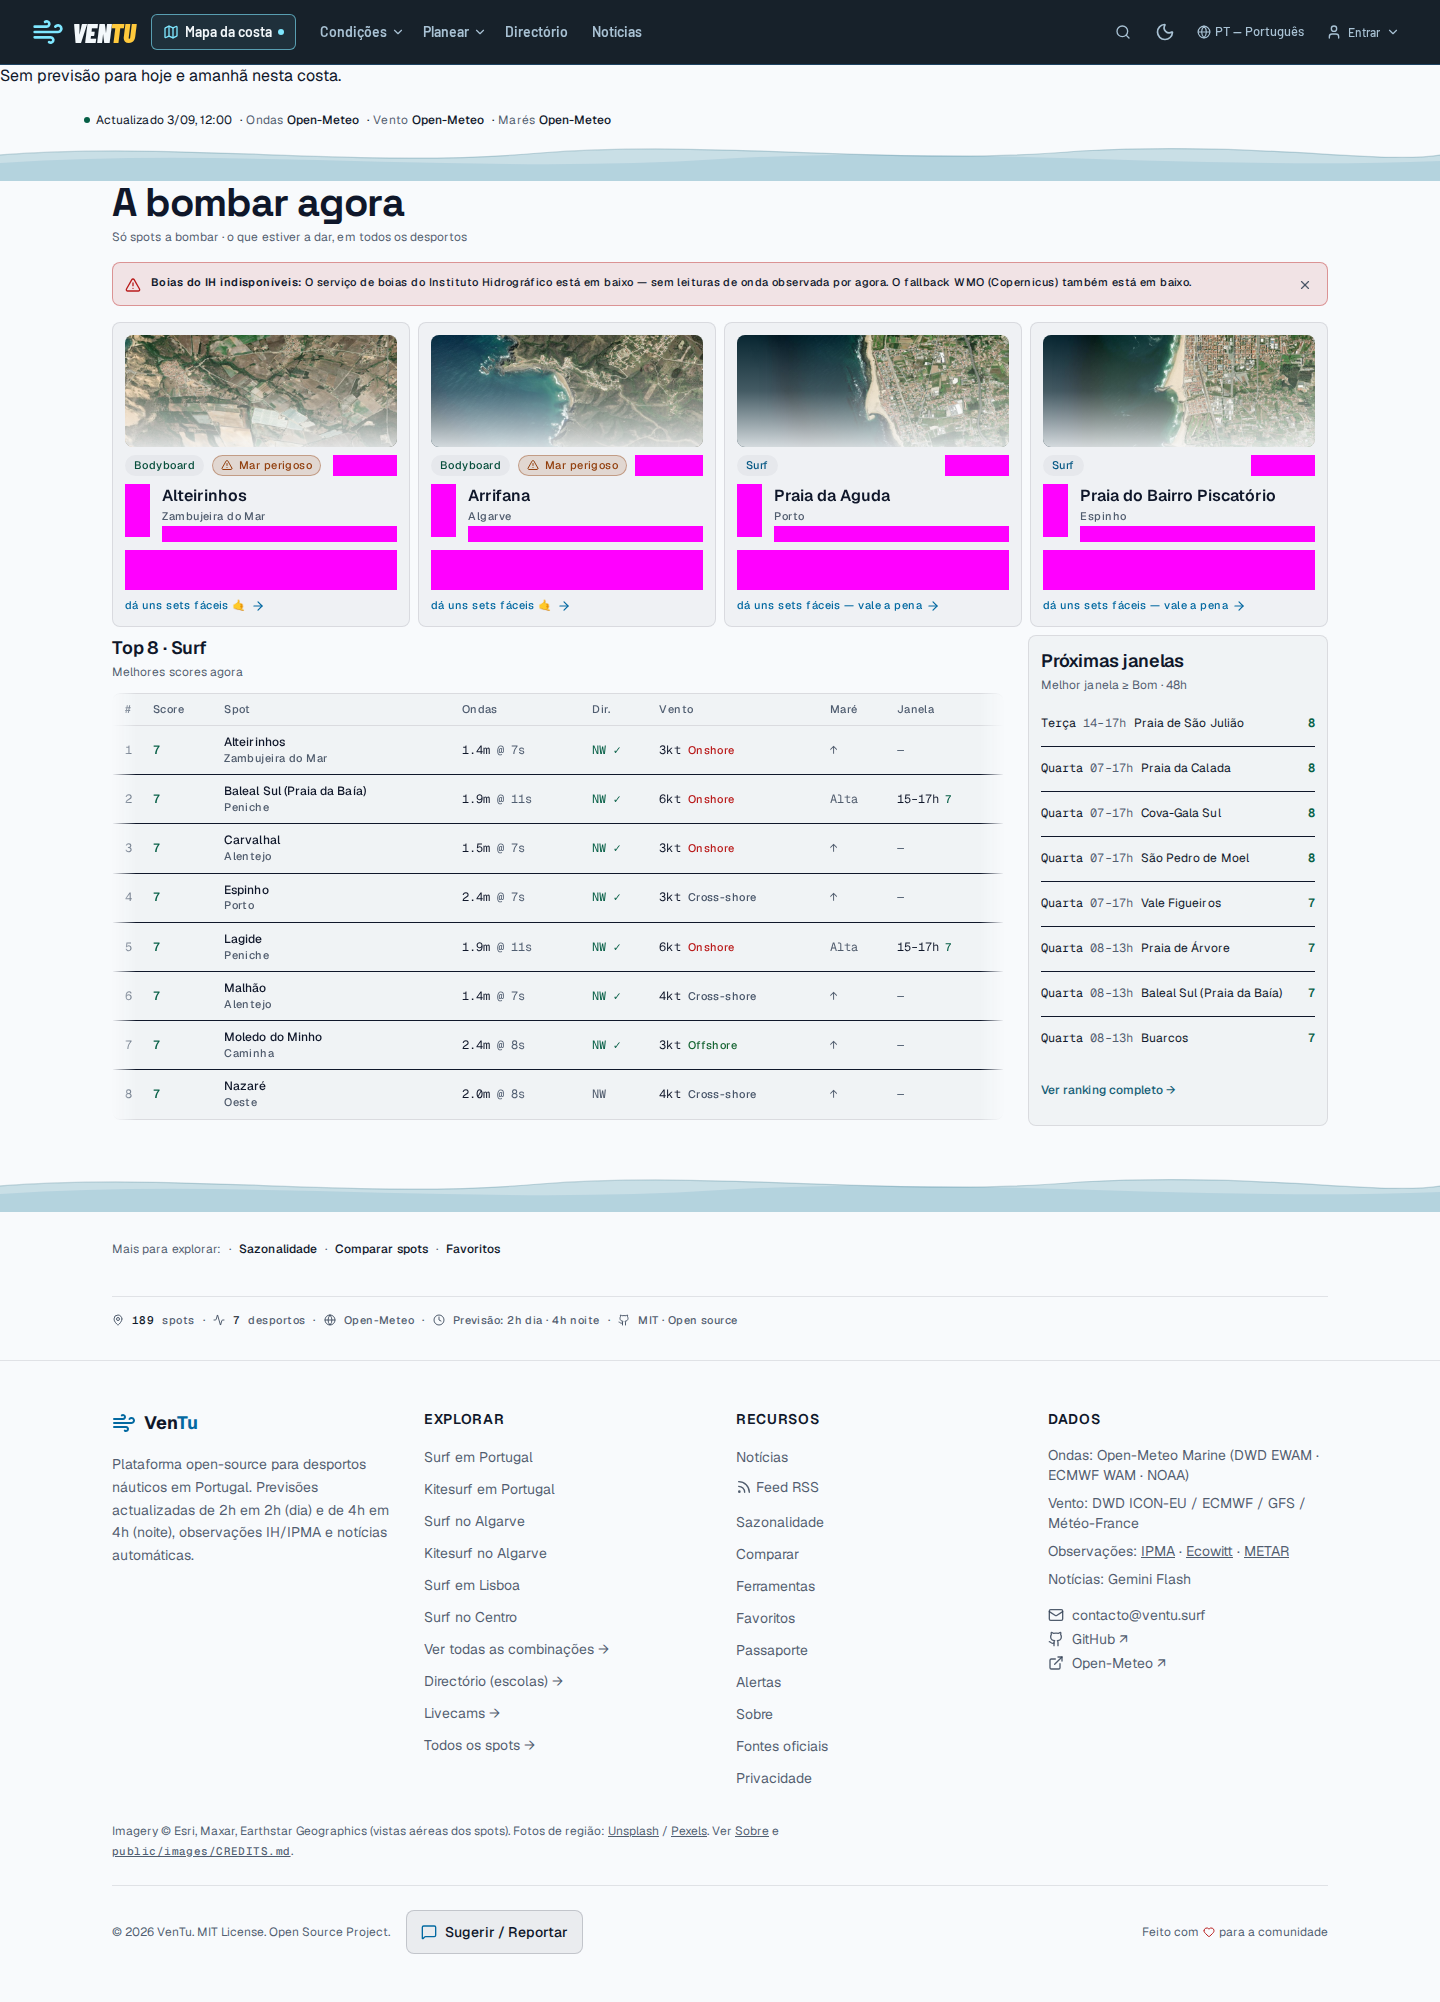 VENTU
Mapa da costa
Condições
Planear
Directório
Notícias
PT — Português
Entrar
Sem previsão para hoje e amanhã nesta costa.
Actualizado 3/09, 12:00 · Ondas Open-Meteo · Vento Open-Meteo · Marés Open-Meteo
A bombar agora
Só spots a bombar · o que estiver a dar, em todos os desportos
Boias do IH indisponíveis: O serviço de boias do Instituto Hidrográfico está em baixo — sem leituras de onda observada por agora. O fallback WMO (Copernicus) também está em baixo.
Bodyboard Mar perigoso
Alteirinhos
Zambujeira do Mar
dá uns sets fáceis 🤙 →
Bodyboard Mar perigoso
Arrifana
Algarve
dá uns sets fáceis 🤙 →
Surf
Praia da Aguda
Porto
dá uns sets fáceis — vale a pena →
Surf
Praia do Bairro Piscatório
Espinho
dá uns sets fáceis — vale a pena →
Top 8 · Surf
Melhores scores agora
# Score Spot Ondas Dir. Vento Maré Janela
1 7 Alteirinhos 1.4m @ 7s NW ✓ 3kt Onshore ↑ —
Zambujeira do Mar
2 7 Baleal Sul (Praia da Baía) 1.9m @ 11s NW ✓ 6kt Onshore Alta 15–17h 7
Peniche
3 7 Carvalhal 1.5m @ 7s NW ✓ 3kt Onshore ↑ —
Alentejo
4 7 Espinho 2.4m @ 7s NW ✓ 3kt Cross-shore ↑ —
Porto
5 7 Lagide 1.9m @ 11s NW ✓ 6kt Onshore Alta 15–17h 7
Peniche
6 7 Malhão 1.4m @ 7s NW ✓ 4kt Cross-shore ↑ —
Alentejo
7 7 Moledo do Minho 2.4m @ 8s NW ✓ 3kt Offshore ↑ —
Caminha
8 7 Nazaré 2.0m @ 8s NW 4kt Cross-shore ↑ —
Oeste
Próximas janelas
Melhor janela ≥ Bom · 48h
Terça 14–17h Praia de São Julião 8
Quarta 07–17h Praia da Calada 8
Quarta 07–17h Cova-Gala Sul 8
Quarta 07–17h São Pedro de Moel 8
Quarta 07–17h Vale Figueiros 7
Quarta 08–13h Praia de Árvore 7
Quarta 08–13h Baleal Sul (Praia da Baía) 7
Quarta 08–13h Buarcos 7
Ver ranking completo →
Mais para explorar: · Sazonalidade · Comparar spots · Favoritos
189 spots · 7 desportos · Open-Meteo · Previsão: 2h dia · 4h noite · MIT · Open source
VenTu
Plataforma open-source para desportos
náuticos em Portugal. Previsões
actualizadas de 2h em 2h (dia) e de 4h em
4h (noite), observações IH/IPMA e notícias
automáticas.
EXPLORAR
Surf em Portugal
Kitesurf em Portugal
Surf no Algarve
Kitesurf no Algarve
Surf em Lisboa
Surf no Centro
Ver todas as combinações →
Directório (escolas) →
Livecams →
Todos os spots →
RECURSOS
Notícias
Feed RSS
Sazonalidade
Comparar
Ferramentas
Favoritos
Passaporte
Alertas
Sobre
Fontes oficiais
Privacidade
DADOS
Ondas: Open-Meteo Marine (DWD EWAM ·
ECMWF WAM · NOAA)
Vento: DWD ICON-EU / ECMWF / GFS /
Météo-France
Observações: IPMA · Ecowitt · METAR
Notícias: Gemini Flash
contacto@ventu.surf
GitHub ↗
Open-Meteo ↗
Imagery © Esri, Maxar, Earthstar Geographics (vistas aéreas dos spots). Fotos de região: Unsplash / Pexels. Ver Sobre e
public/images/CREDITS.md.
© 2026 VenTu. MIT License. Open Source Project.
Sugerir / Reportar
Feito com ♡ para a comunidade